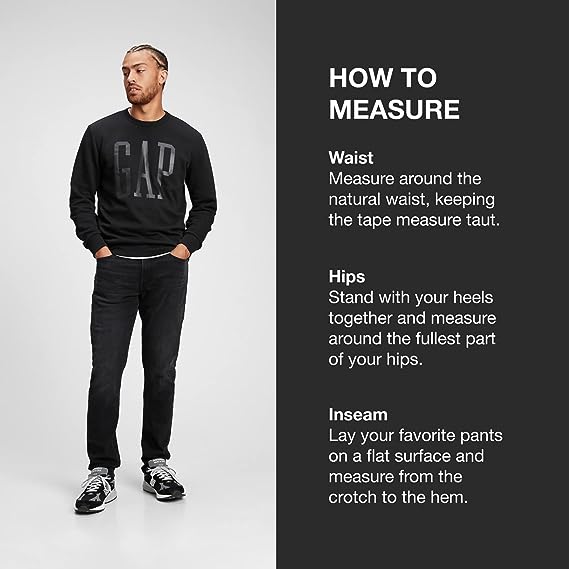 GAP
HOW TO
MEASURE
Waist
Measure around the
natural waist, keeping
the tape measure taut.
Hips
Stand with your heels
together and measure
around the fullest part
of your hips.
Inseam
Lay your favorite pants
on a flat surface and
measure from the
crotch to the hem.